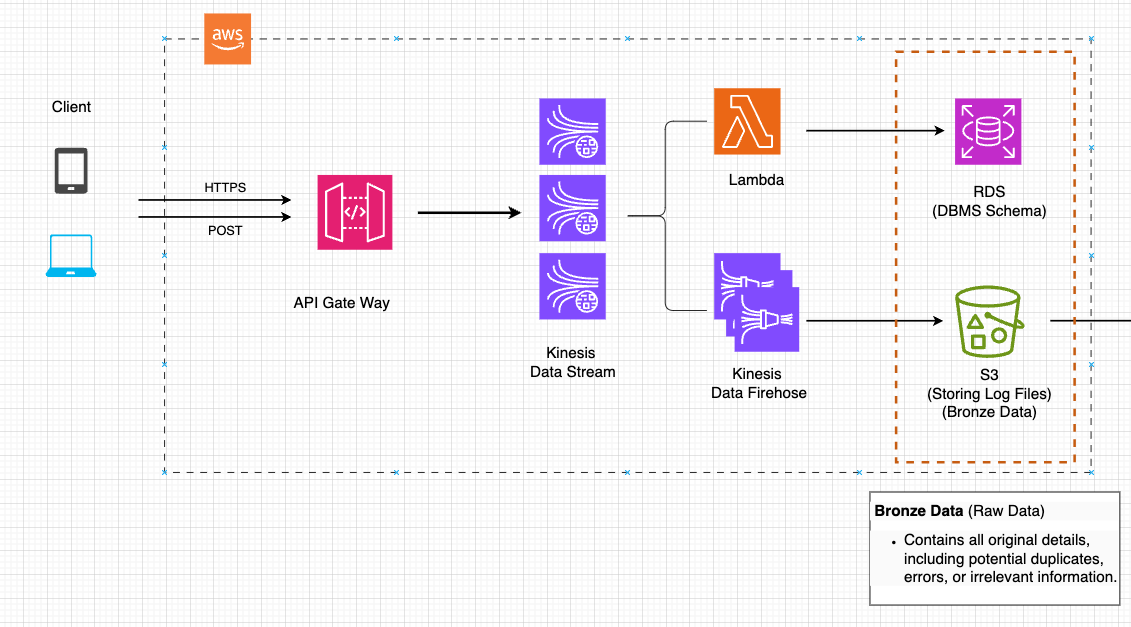 aws
Client
HTTPS
POST
API Gate Way
Kinesis
Data Stream
Lambda
Kinesis
Data Firehose
RDS
(DBMS Schema)
S3
(Storing Log Files)
(Bronze Data)
Bronze Data (Raw Data)
• Contains all original details,
including potential duplicates,
errors, or irrelevant information.